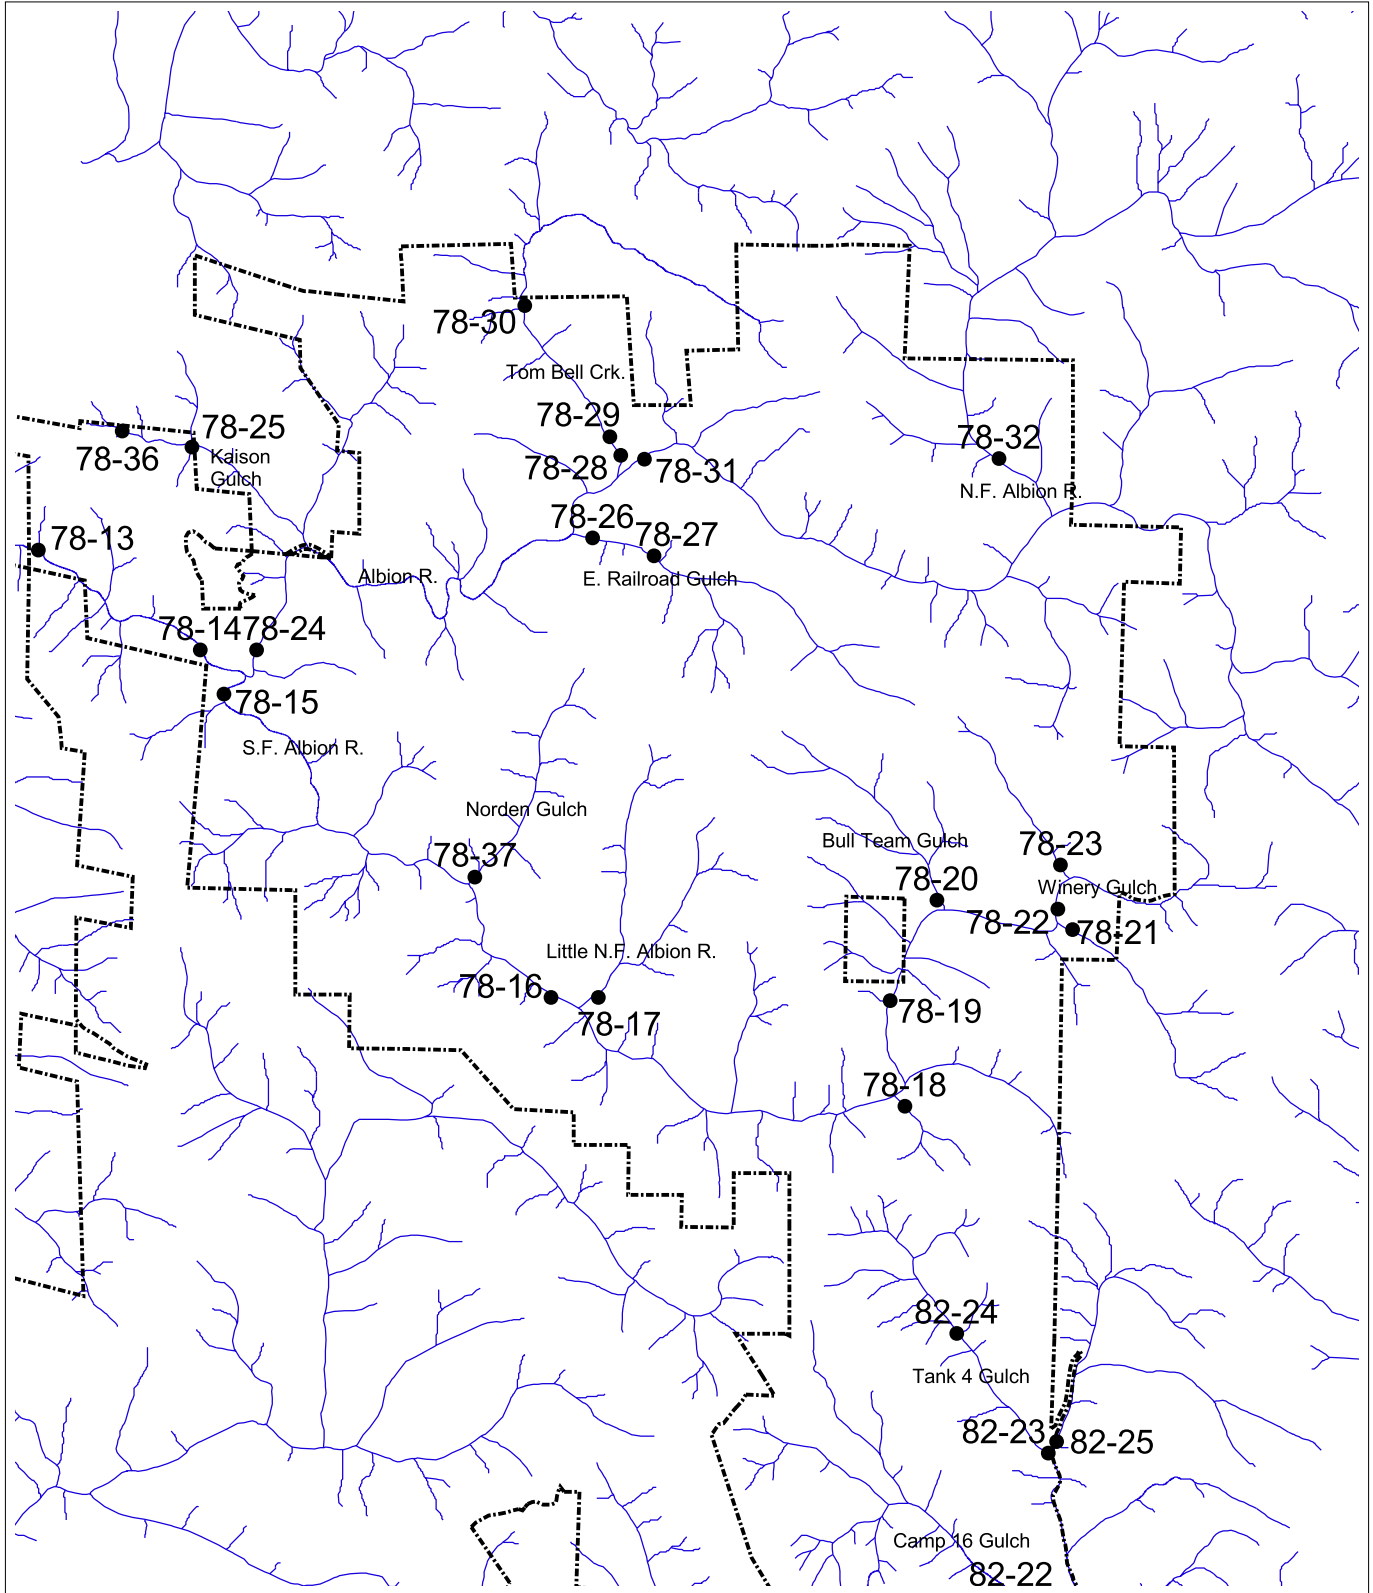 78-30
Tom Bell Crk.
78-29
78-25
78-36
Kaison
Gulch
78-28
78-31
78-32
N.F. Albion R.
78-26
78-27
78-13
Albion R.
E. Railroad Gulch
78-14
78-24
78-15
S.F. Albion R.
Norden Gulch
78-37
Bull Team Gulch
78-23
78-20
Winery Gulch
78-22
78-21
Little N.F. Albion R.
78-16
78-17
78-19
78-18
82-24
Tank 4 Gulch
82-23
82-25
Camp 16 Gulch
82-22